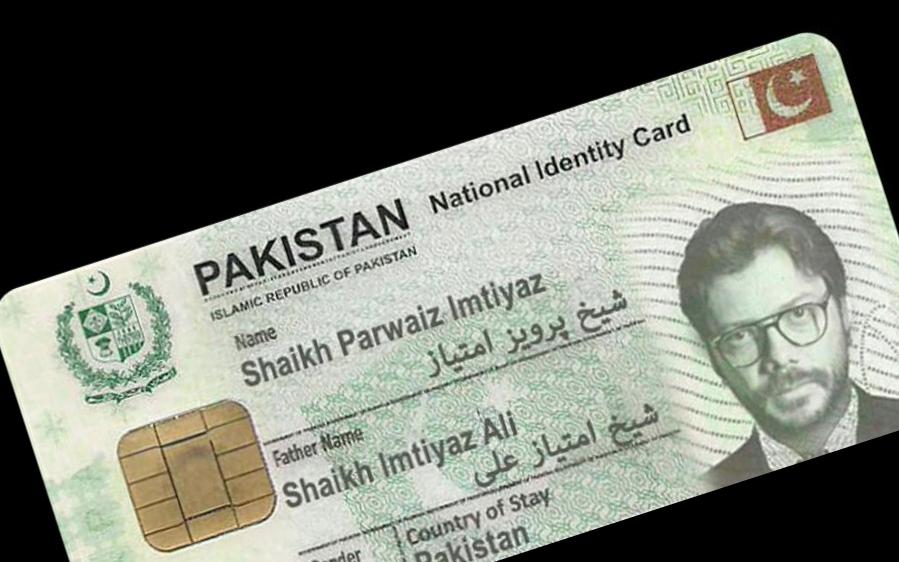 PAKISTAN National Identity Card
ISLAMIC REPUBLIC OF PAKISTAN
Name
Shaikh Parwaiz Imtiyaz
شیخ پرویز امتیاز
Father Name
Shaikh Imtiyaz Ali
شیخ امتیاز علی
Country of Stay
Pakistan